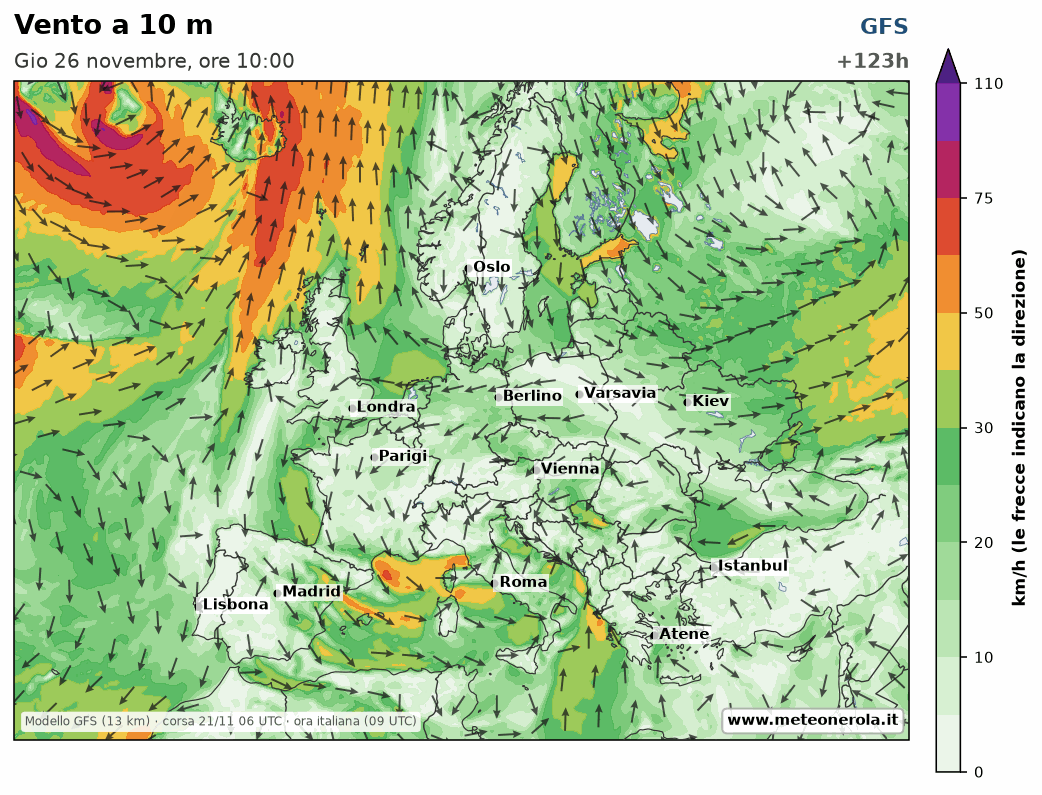 Vento a 10 m
GFS
Gio 26 novembre, ore 10:00
+123h
110
75
50
30
20
10
0
km/h (le frecce indicano la direzione)
Oslo
Berlino
Varsavia
Kiev
Londra
Parigi
Vienna
Istanbul
Roma
Madrid
Lisbona
Atene
Modello GFS (13 km) · corsa 21/11 06 UTC · ora italiana (09 UTC)
www.meteonerola.it